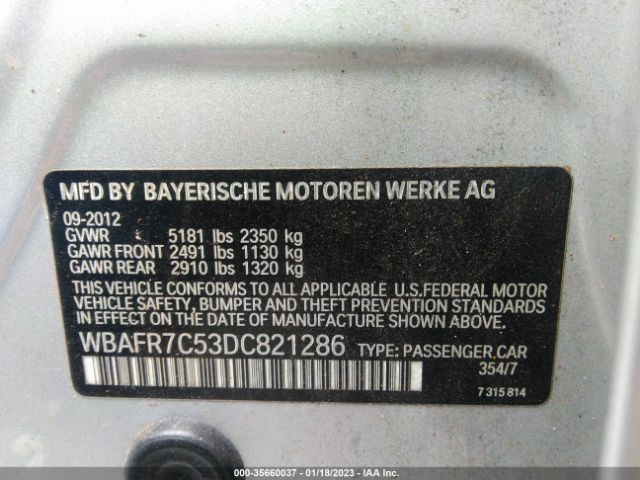 MFD BY BAYERISCHE MOTOREN WERKE AG
09-2012
GVWR 5181 lbs 2350 kg
GAWR FRONT 2491 lbs 1130 kg
GAWR REAR 2910 lbs 1320 kg
THIS VEHICLE CONFORMS TO ALL APPLICABLE U.S.FEDERAL MOTOR
VEHICLE SAFETY, BUMPER AND THEFT PREVENTION STANDARDS
IN EFFECT ON THE DATE OF MANUFACTURE SHOWN ABOVE.
WBAFR7C53DC821286 TYPE: PASSENGER.CAR
354/7
7 315 814
000-35660037 - 01/18/2023 - IAA Inc.